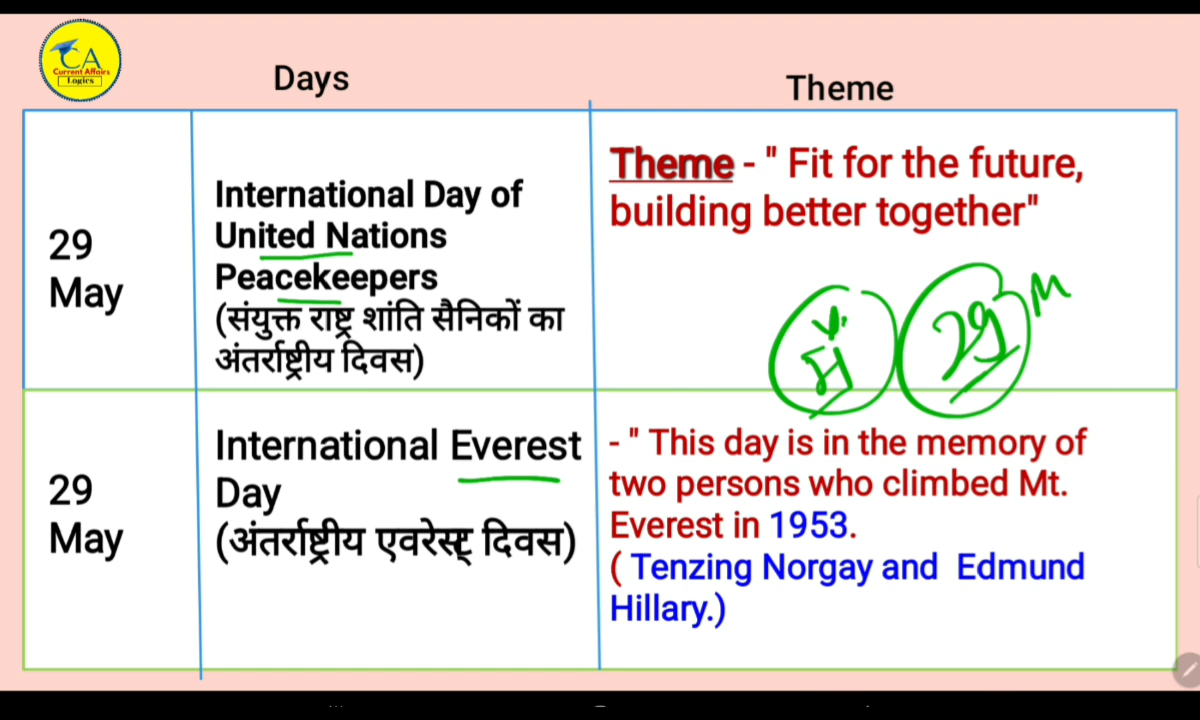 CA
Current Affairs
Logics
Days
Theme
29
May
International Day of
United Nations
Peacekeepers
(संयुक्त राष्ट्र शांति सैनिकों का
अंतर्राष्ट्रीय दिवस)
Theme - " Fit for the future,
building better together"
29 M
29
May
International Everest
Day
(अंतर्राष्ट्रीय एवरेस्ट् दिवस)
- " This day is in the memory of
two persons who climbed Mt.
Everest in 1953.
( Tenzing Norgay and Edmund
Hillary.)